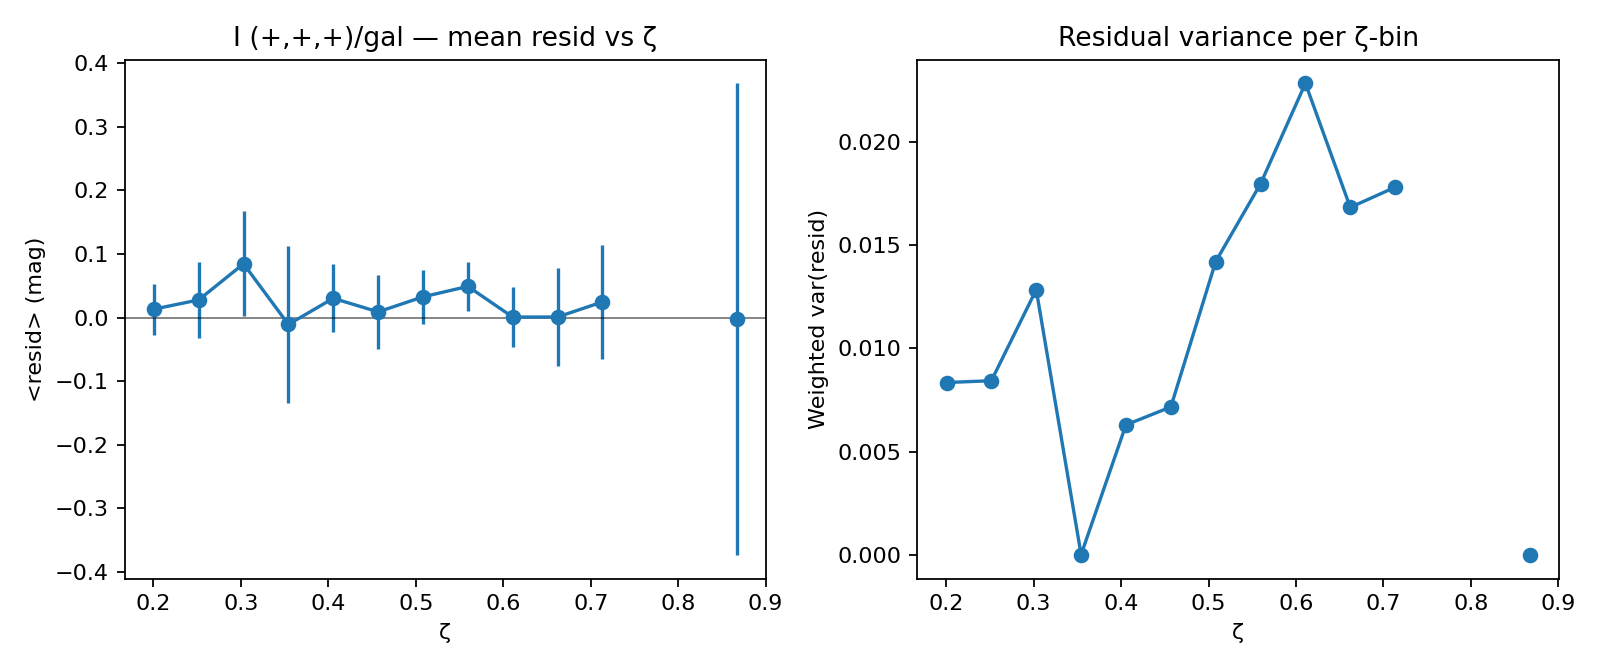 I (+,+,+)/gal — mean resid vs ζ
<resid> (mag)
0.4
0.3
0.2
0.1
0.0
−0.1
−0.2
−0.3
−0.4
0.2 0.3 0.4 0.5 0.6 0.7 0.8 0.9
ζ
Residual variance per ζ-bin
Weighted var(resid)
0.020
0.015
0.010
0.005
0.000
0.2 0.3 0.4 0.5 0.6 0.7 0.8 0.9
ζ